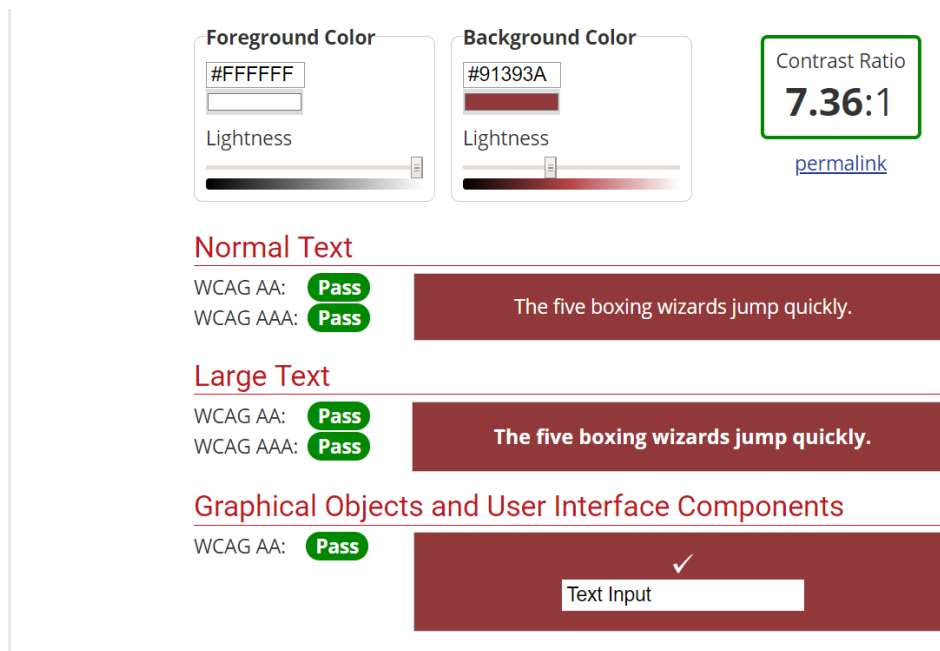 Foreground Color
#FFFFFF
Lightness
Background Color
#91393A
Lightness
Contrast Ratio
7.36:1
permalink
Normal Text
WCAG AA: Pass
WCAG AAA: Pass
The five boxing wizards jump quickly.
Large Text
WCAG AA: Pass
WCAG AAA: Pass
The five boxing wizards jump quickly.
Graphical Objects and User Interface Components
WCAG AA: Pass
✓
Text Input